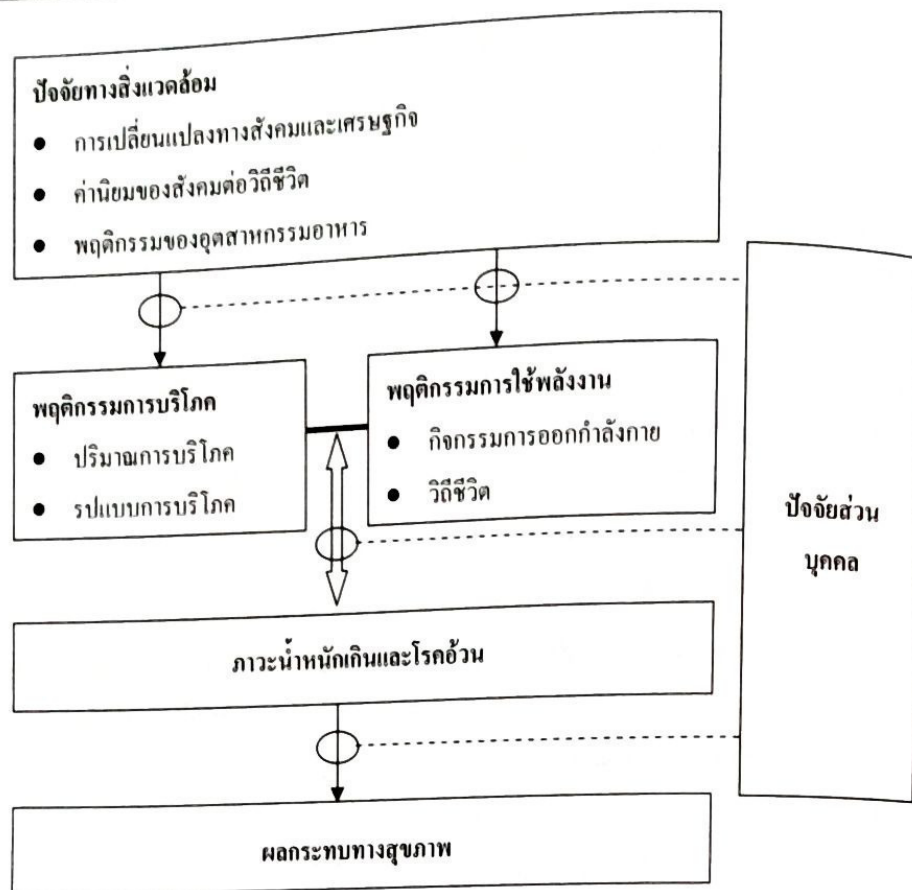 ปัจจัยทางสิ่งแวดล้อม
● การเปลี่ยนแปลงทางสังคมและเศรษฐกิจ
● ค่านิยมของสังคมต่อวิถีชีวิต
● พฤติกรรมของอุตสาหกรรมอาหาร
พฤติกรรมการบริโภค
● ปริมาณการบริโภค
● รูปแบบการบริโภค
พฤติกรรมการใช้พลังงาน
● กิจกรรมการออกกำลังกาย
● วิถีชีวิต
ปัจจัยส่วน
บุคคล
ภาวะน้ำหนักเกินและโรคอ้วน
ผลกระทบทางสุขภาพ